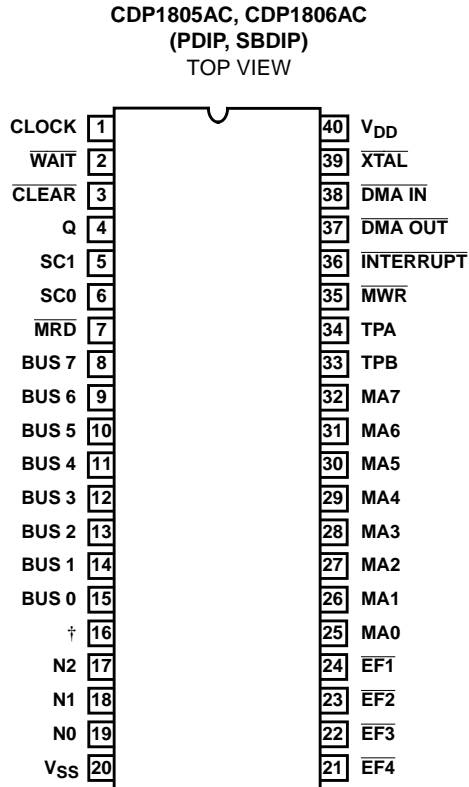 CDP1805AC, CDP1806AC
(PDIP, SBDIP)
TOP VIEW
CLOCK 1 40 VDD
WAIT 2 39 XTAL
CLEAR 3 38 DMA IN
Q 4 37 DMA OUT
SC1 5 36 INTERRUPT
SC0 6 35 MWR
MRD 7 34 TPA
BUS 7 8 33 TPB
BUS 6 9 32 MA7
BUS 5 10 31 MA6
BUS 4 11 30 MA5
BUS 3 12 29 MA4
BUS 2 13 28 MA3
BUS 1 14 27 MA2
BUS 0 15 26 MA1
† 16 25 MA0
N2 17 24 EF1
N1 18 23 EF2
N0 19 22 EF3
VSS 20 21 EF4